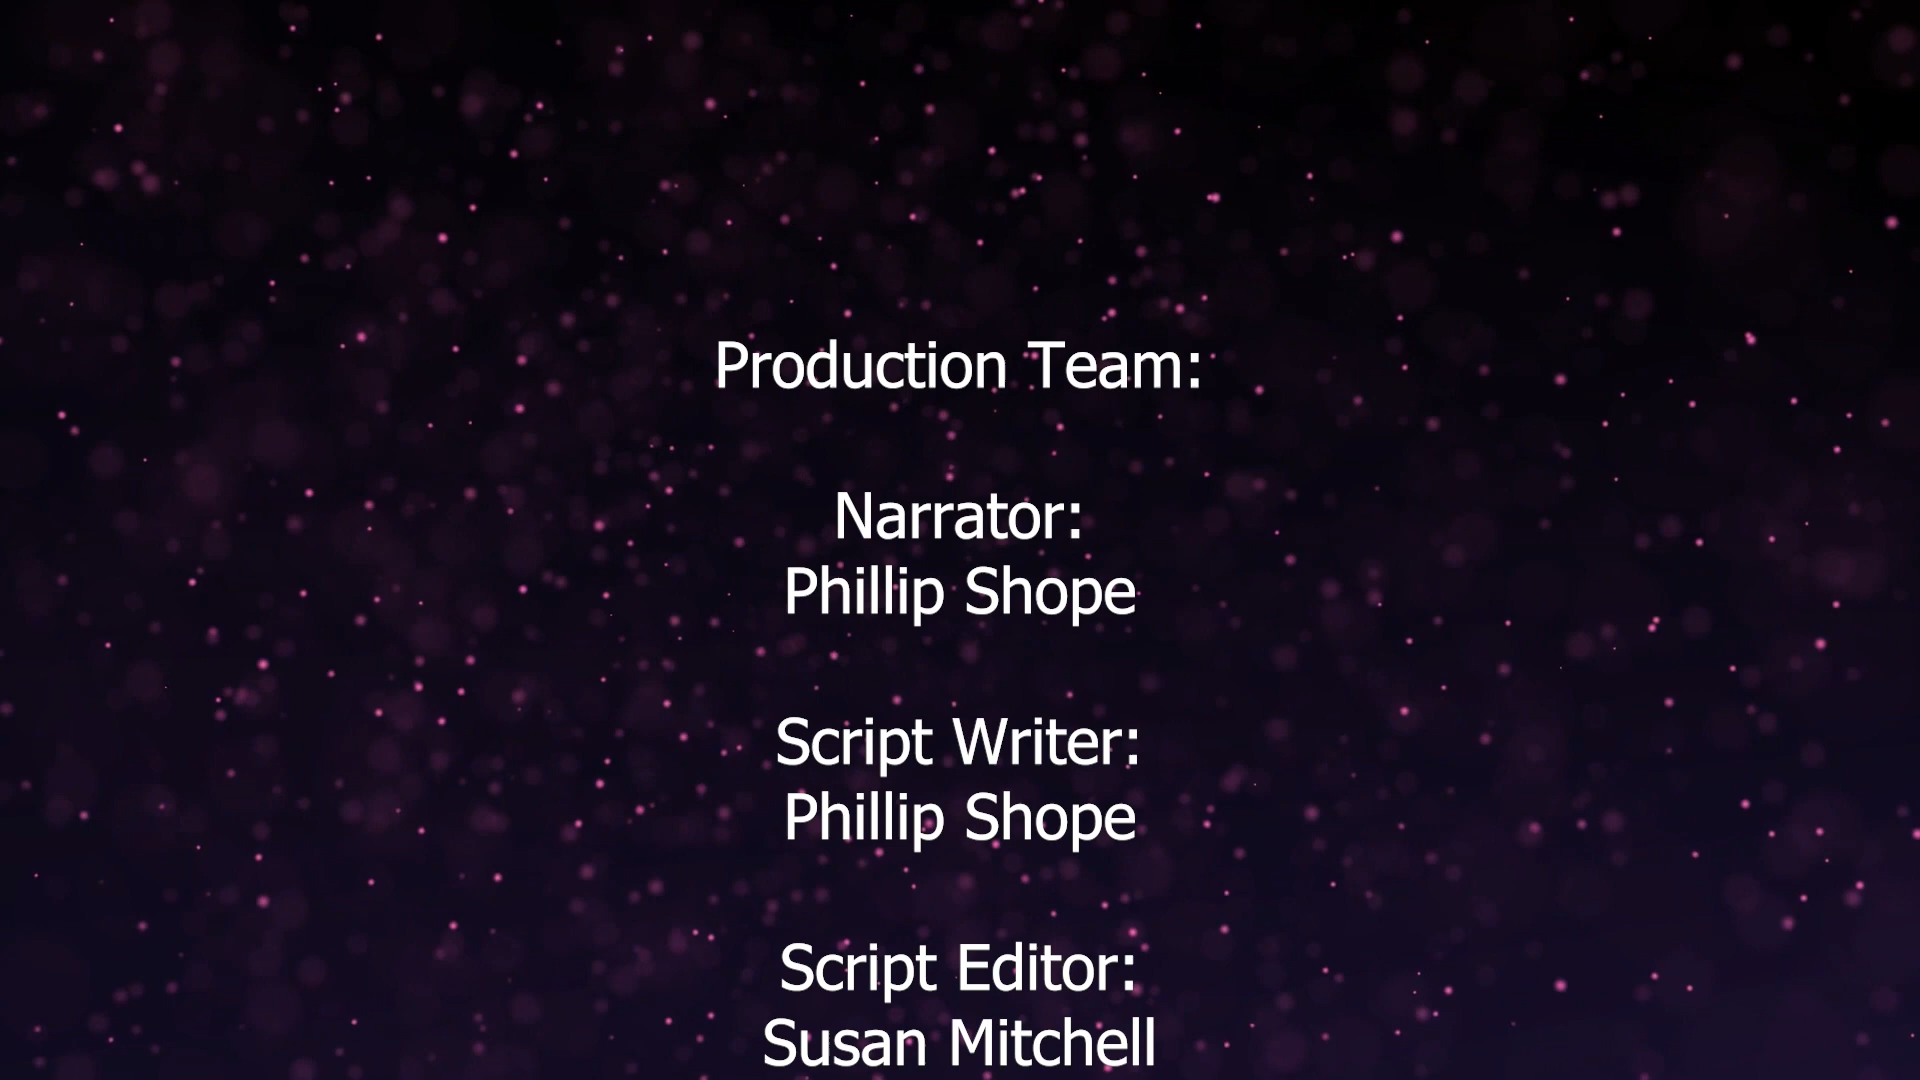 Production Team:
Narrator:
Phillip Shope
Script Writer:
Phillip Shope
Script Editor:
Susan Mitchell